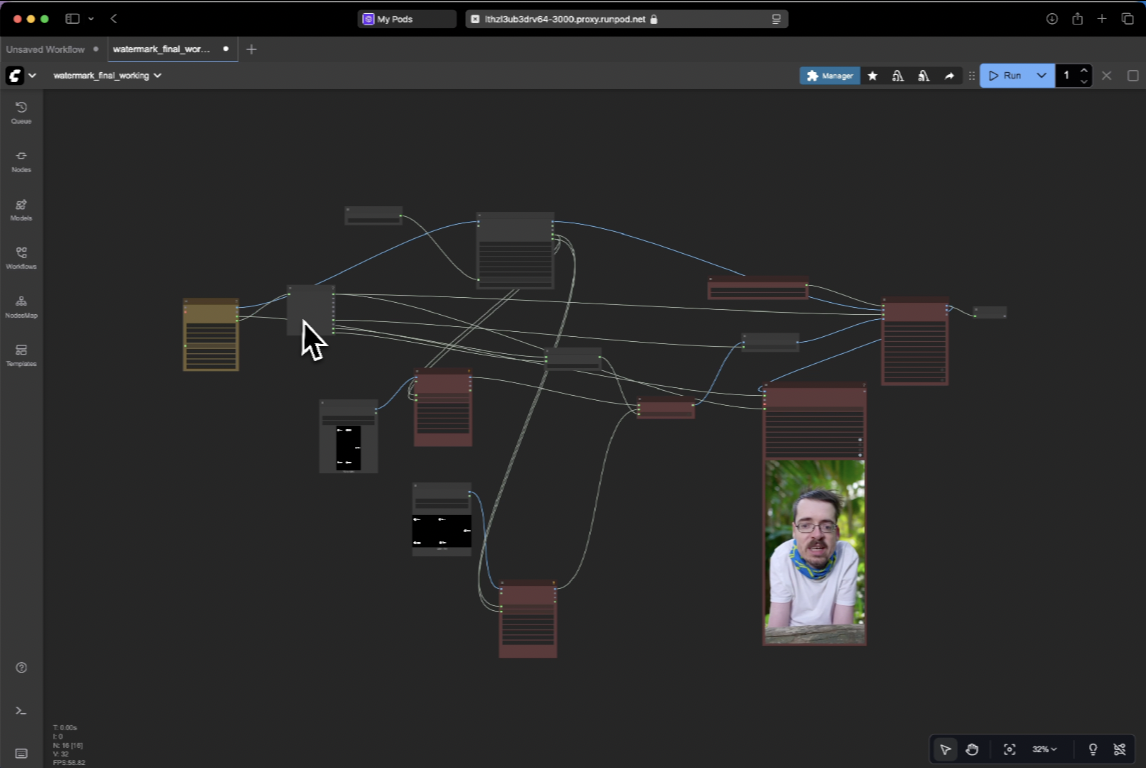 My Pods
lthzl3ub3drv64-3000.proxy.runpod.net
Unsaved Workflow
watermark_final_wor...
watermark_final_working
Manager
Run
1
Queue
Nodes
Models
Workflows
NodesMap
Templates
T: 0.00s
I: 0
N: 16 [16]
V: 32
FPS:56.82
32%